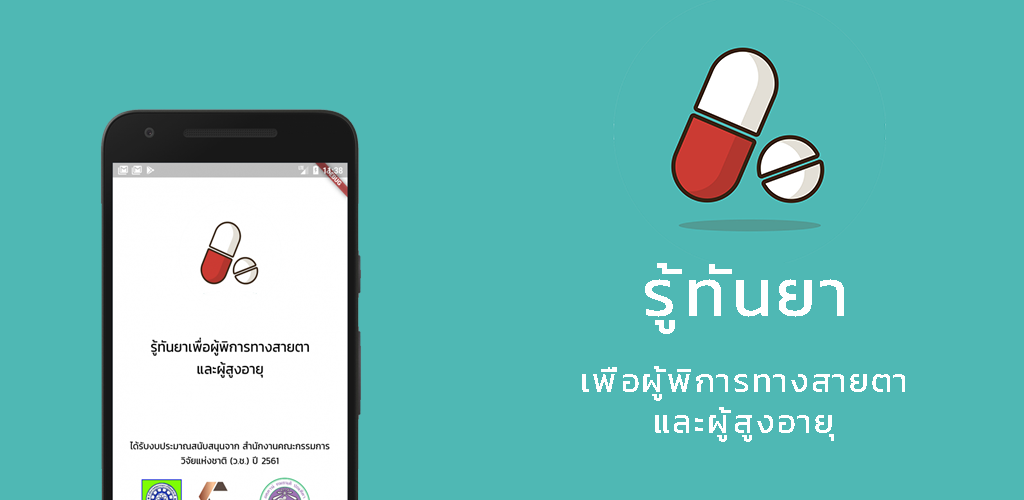 11:38
รู้ทันยาเพื่อผู้พิการทางสายตา
และผู้สูงอายุ
ได้รับงบประมาณสนับสนุนจาก สำนักงานคณะกรรมการ
วิจัยแห่งชาติ (ว.ช.) ปี 2561
รู้ทันยา
เพื่อผู้พิการทางสายตา
และผู้สูงอายุ